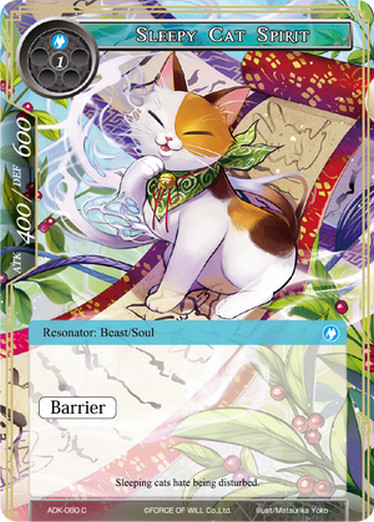 Sleepy Cat Spirit
1
ATK 400 / DEF 600
Resonator: Beast/Soul
Barrier
Sleeping cats hate being disturbed.
ADK-080 C ©FORCE OF WILL Co.,Ltd. Illust/Matsurika Yoko